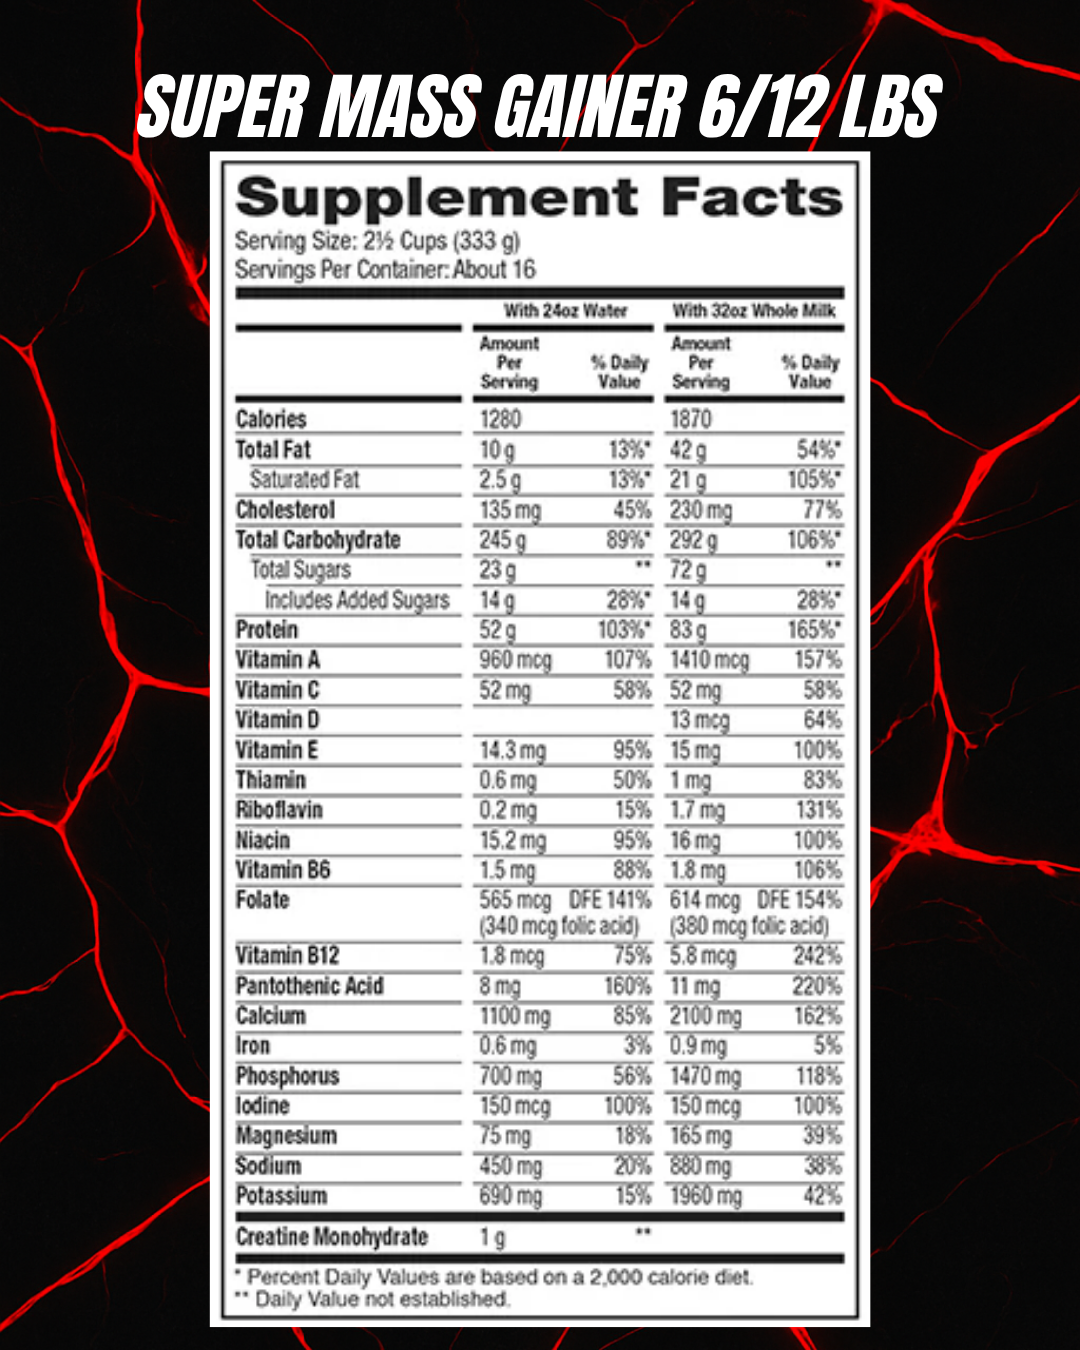 SUPER MASS GAINER 6/12 LBS
Supplement Facts
Serving Size: 2½ Cups (333 g)
Servings Per Container: About 16
With 24oz Water With 32oz Whole Milk
Amount Per Serving % Daily Value Amount Per Serving % Daily Value
Calories 1280 1870
Total Fat 10 g 13%* 42 g 54%*
Saturated Fat 2.5 g 13%* 21 g 105%*
Cholesterol 135 mg 45% 230 mg 77%
Total Carbohydrate 245 g 89%* 292 g 106%*
Total Sugars 23 g ** 72 g **
Includes Added Sugars 14 g 28%* 14 g 28%*
Protein 52 g 103%* 83 g 165%*
Vitamin A 960 mcg 107% 1410 mcg 157%
Vitamin C 52 mg 58% 52 mg 58%
Vitamin D 13 mcg 64%
Vitamin E 14.3 mg 95% 15 mg 100%
Thiamin 0.6 mg 50% 1 mg 83%
Riboflavin 0.2 mg 15% 1.7 mg 131%
Niacin 15.2 mg 95% 16 mg 100%
Vitamin B6 1.5 mg 88% 1.8 mg 106%
Folate 565 mcg DFE 141% 614 mcg DFE 154%
(340 mcg folic acid) (380 mcg folic acid)
Vitamin B12 1.8 mcg 75% 5.8 mcg 242%
Pantothenic Acid 8 mg 160% 11 mg 220%
Calcium 1100 mg 85% 2100 mg 162%
Iron 0.6 mg 3% 0.9 mg 5%
Phosphorus 700 mg 56% 1470 mg 118%
Iodine 150 mcg 100% 150 mcg 100%
Magnesium 75 mg 18% 165 mg 39%
Sodium 450 mg 20% 880 mg 38%
Potassium 690 mg 15% 1960 mg 42%
Creatine Monohydrate 1 g **
* Percent Daily Values are based on a 2,000 calorie diet.
** Daily Value not established.